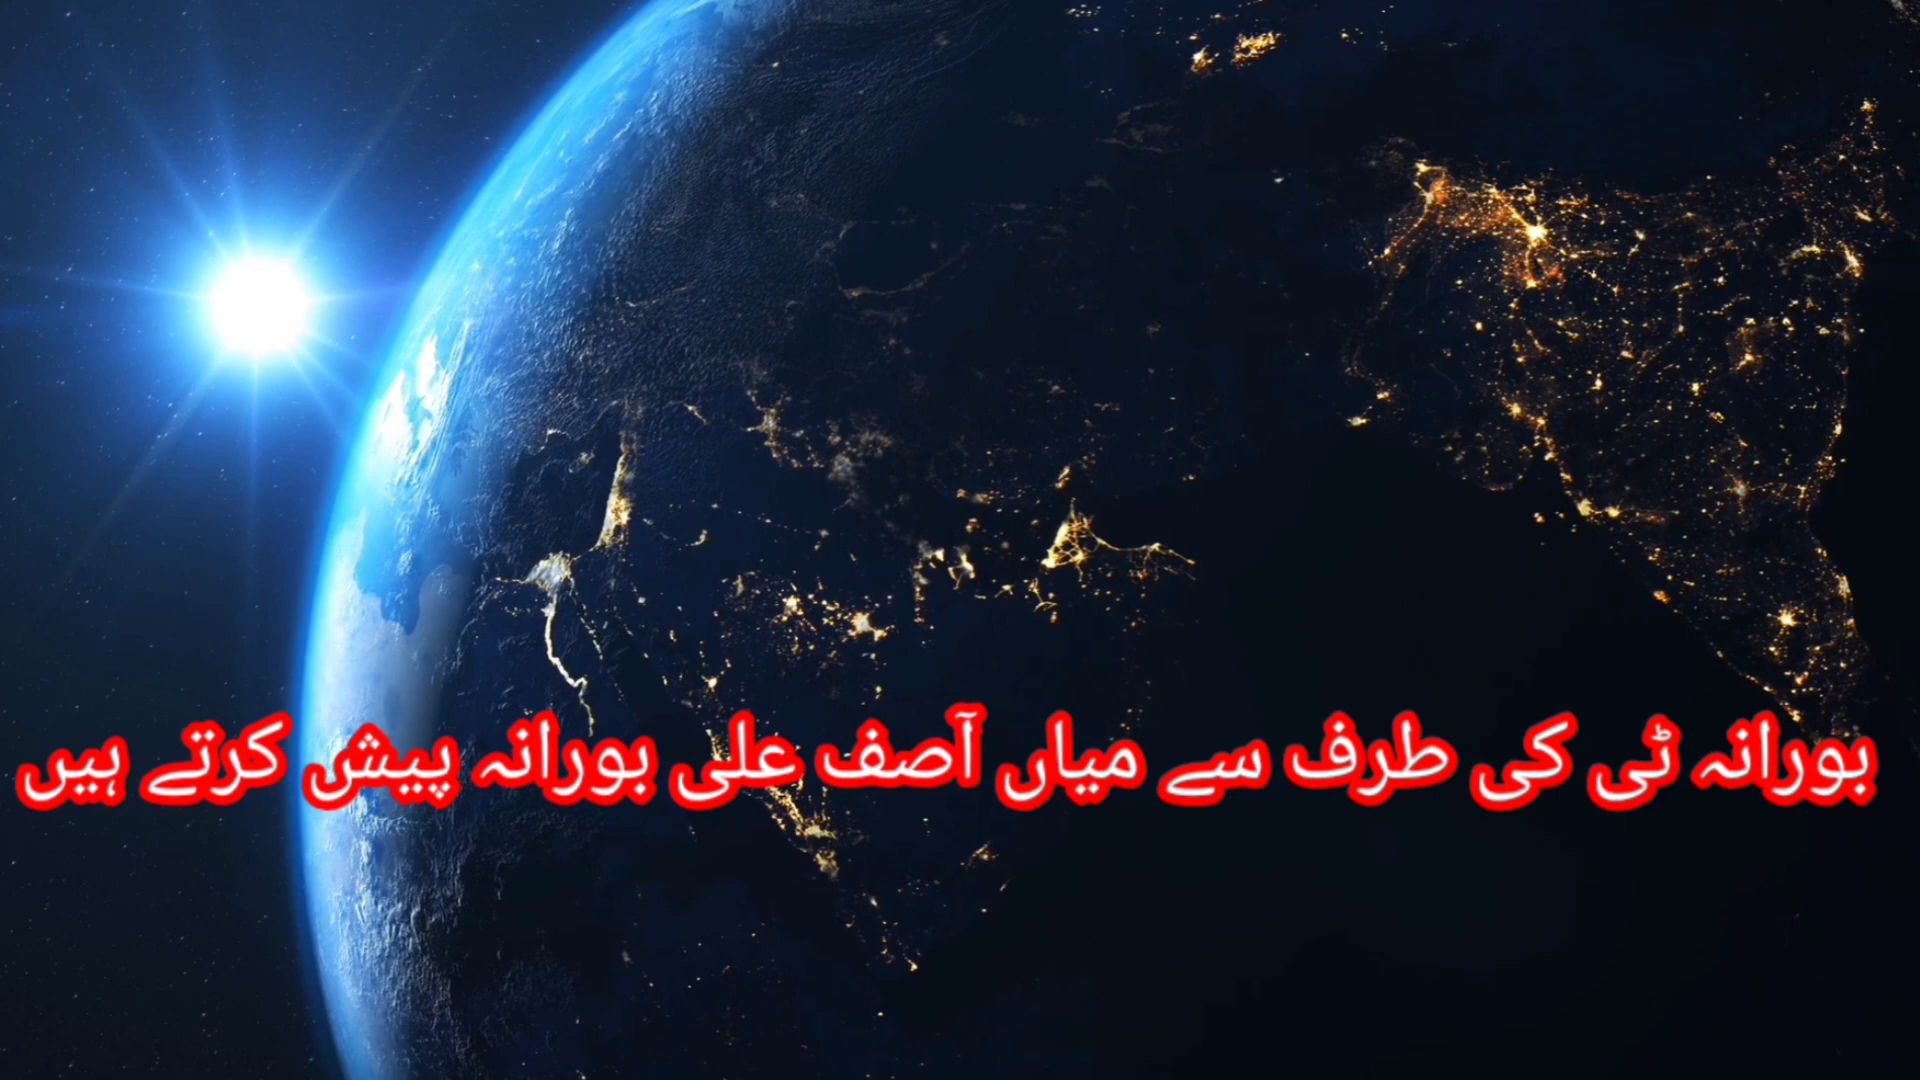 بورانہ ٹی کی طرف سے میاں آصف علی بورانہ پیش کرتے ہیں